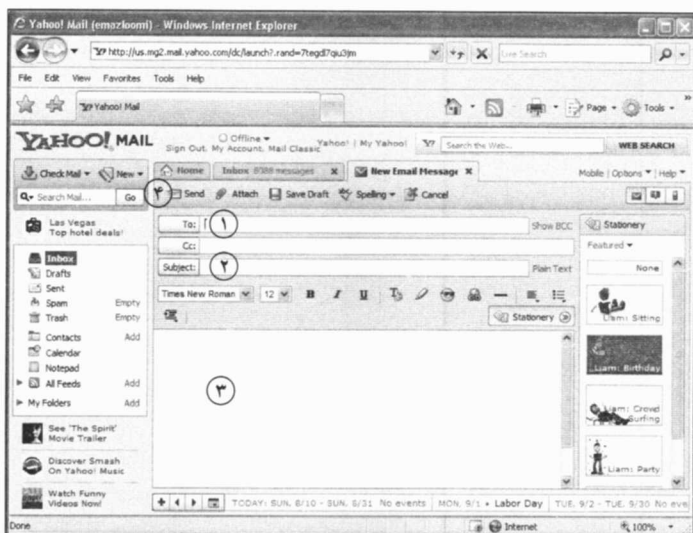 Yahoo! Mail (emazloomi) - Windows Internet Explorer
http://us.mg2.mail.yahoo.com/dc/launch?.rand=7tegdl7qiu3jm
Live Search
File Edit View Favorites Tools Help
Yahoo! Mail
Page Tools
YAHOO! MAIL
Offline
Sign Out, My Account, Mail Classic
Yahoo! | My Yahoo!
Search the Web...
WEB SEARCH
Check Mail New
Home
Inbox 8088 messages
New Email Message
Mobile | Options | Help
Search Mail... Go
۴
Send Attach Save Draft Spelling Cancel
Las Vegas
Top hotel deals!
To: ۱ Show BCC
Cc:
Subject: ۲ Plain Text
Times New Roman 12 B I U
Stationery
۳
Inbox
Drafts
Sent
Spam Empty
Trash Empty
Contacts Add
Calendar
Notepad
All Feeds Add
My Folders Add
See 'The Spirit'
Movie Trailer
Discover Smash
On Yahoo! Music
Watch Funny
Videos Now!
Stationery
Featured
None
Liam: Sitting
Liam: Birthday
Liam: Crowd
Surfing
Liam: Party
TODAY: SUN, 8/10 - SUN, 8/31 No events MON, 9/1 • Labor Day TUE, 9/2 - TUE, 9/30 No eve
Done
Internet
100%